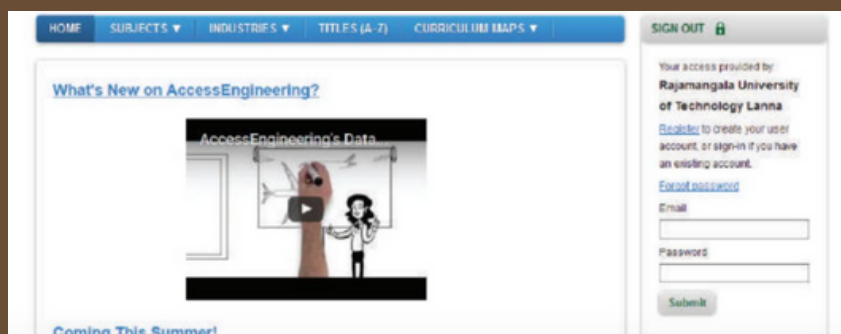 HOME SUBJECTS ▼ INDUSTRIES ▼ TITLES (A-Z) CURRICULUM MAPS ▼
What's New on AccessEngineering?
AccessEngineering's Data...
Coming This Summer!
SIGN OUT
Your access provided by
Rajamangala University
of Technology Lanna
Register to create your user
account, or sign-in if you have
an existing account.
Forgot password
Email
Password
Submit